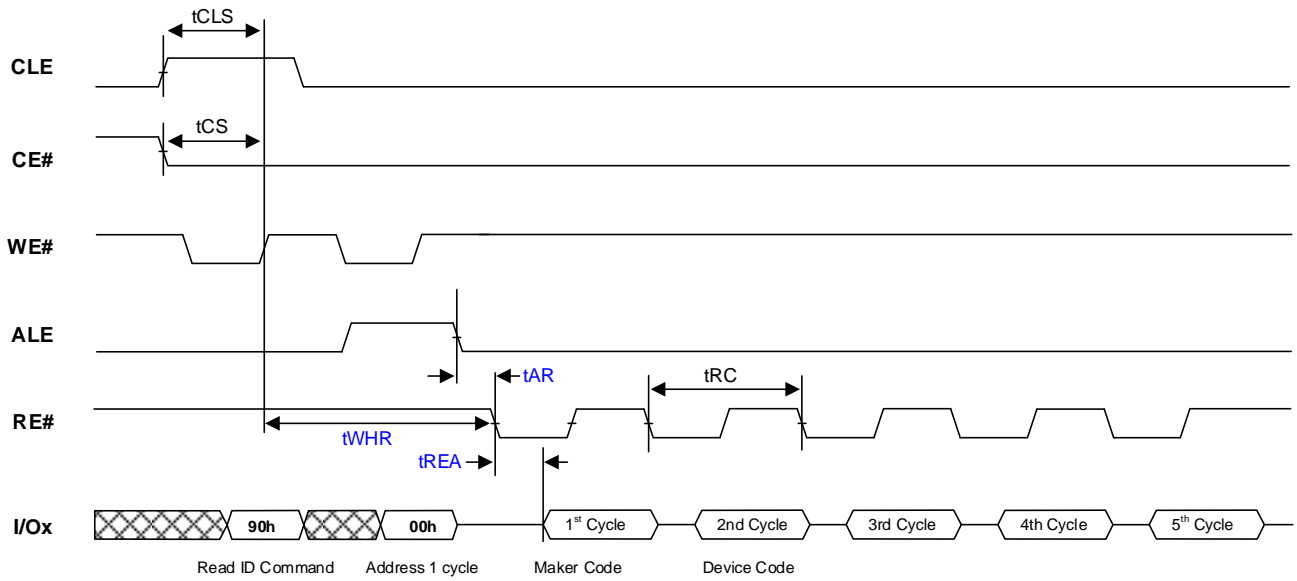 tCLS
CLE
tCS
CE#
WE#
ALE
tAR
tRC
RE#
tWHR
tREA
I/Ox
90h
00h
1st Cycle
2nd Cycle
3rd Cycle
4th Cycle
5th Cycle
Read ID Command
Address 1 cycle
Maker Code
Device Code